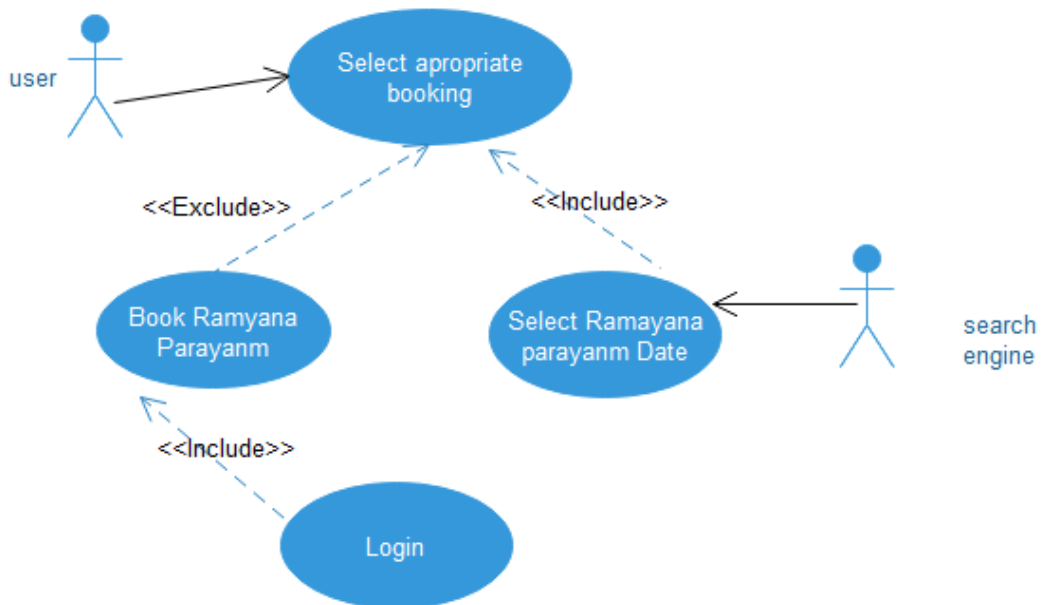 user
Select apropriate
booking
<<Exclude>>
<<Include>>
Book Ramyana
Parayanm
Select Ramayana
parayanm Date
search
engine
<<Include>>
Login